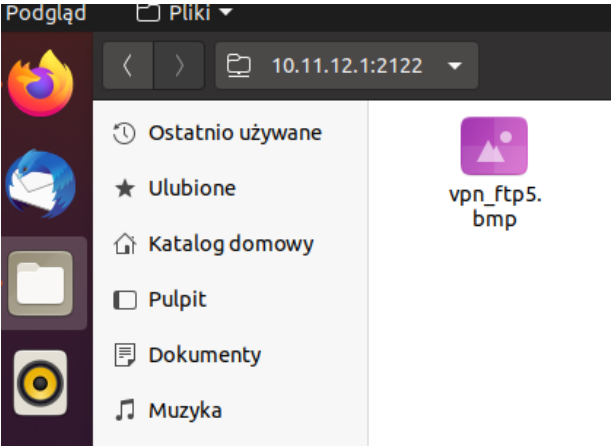 Podgląd
Pliki
10.11.12.1:2122
Ostatnio używane
Ulubione
Katalog domowy
Pulpit
Dokumenty
Muzyka
vpn_ftp5.
bmp